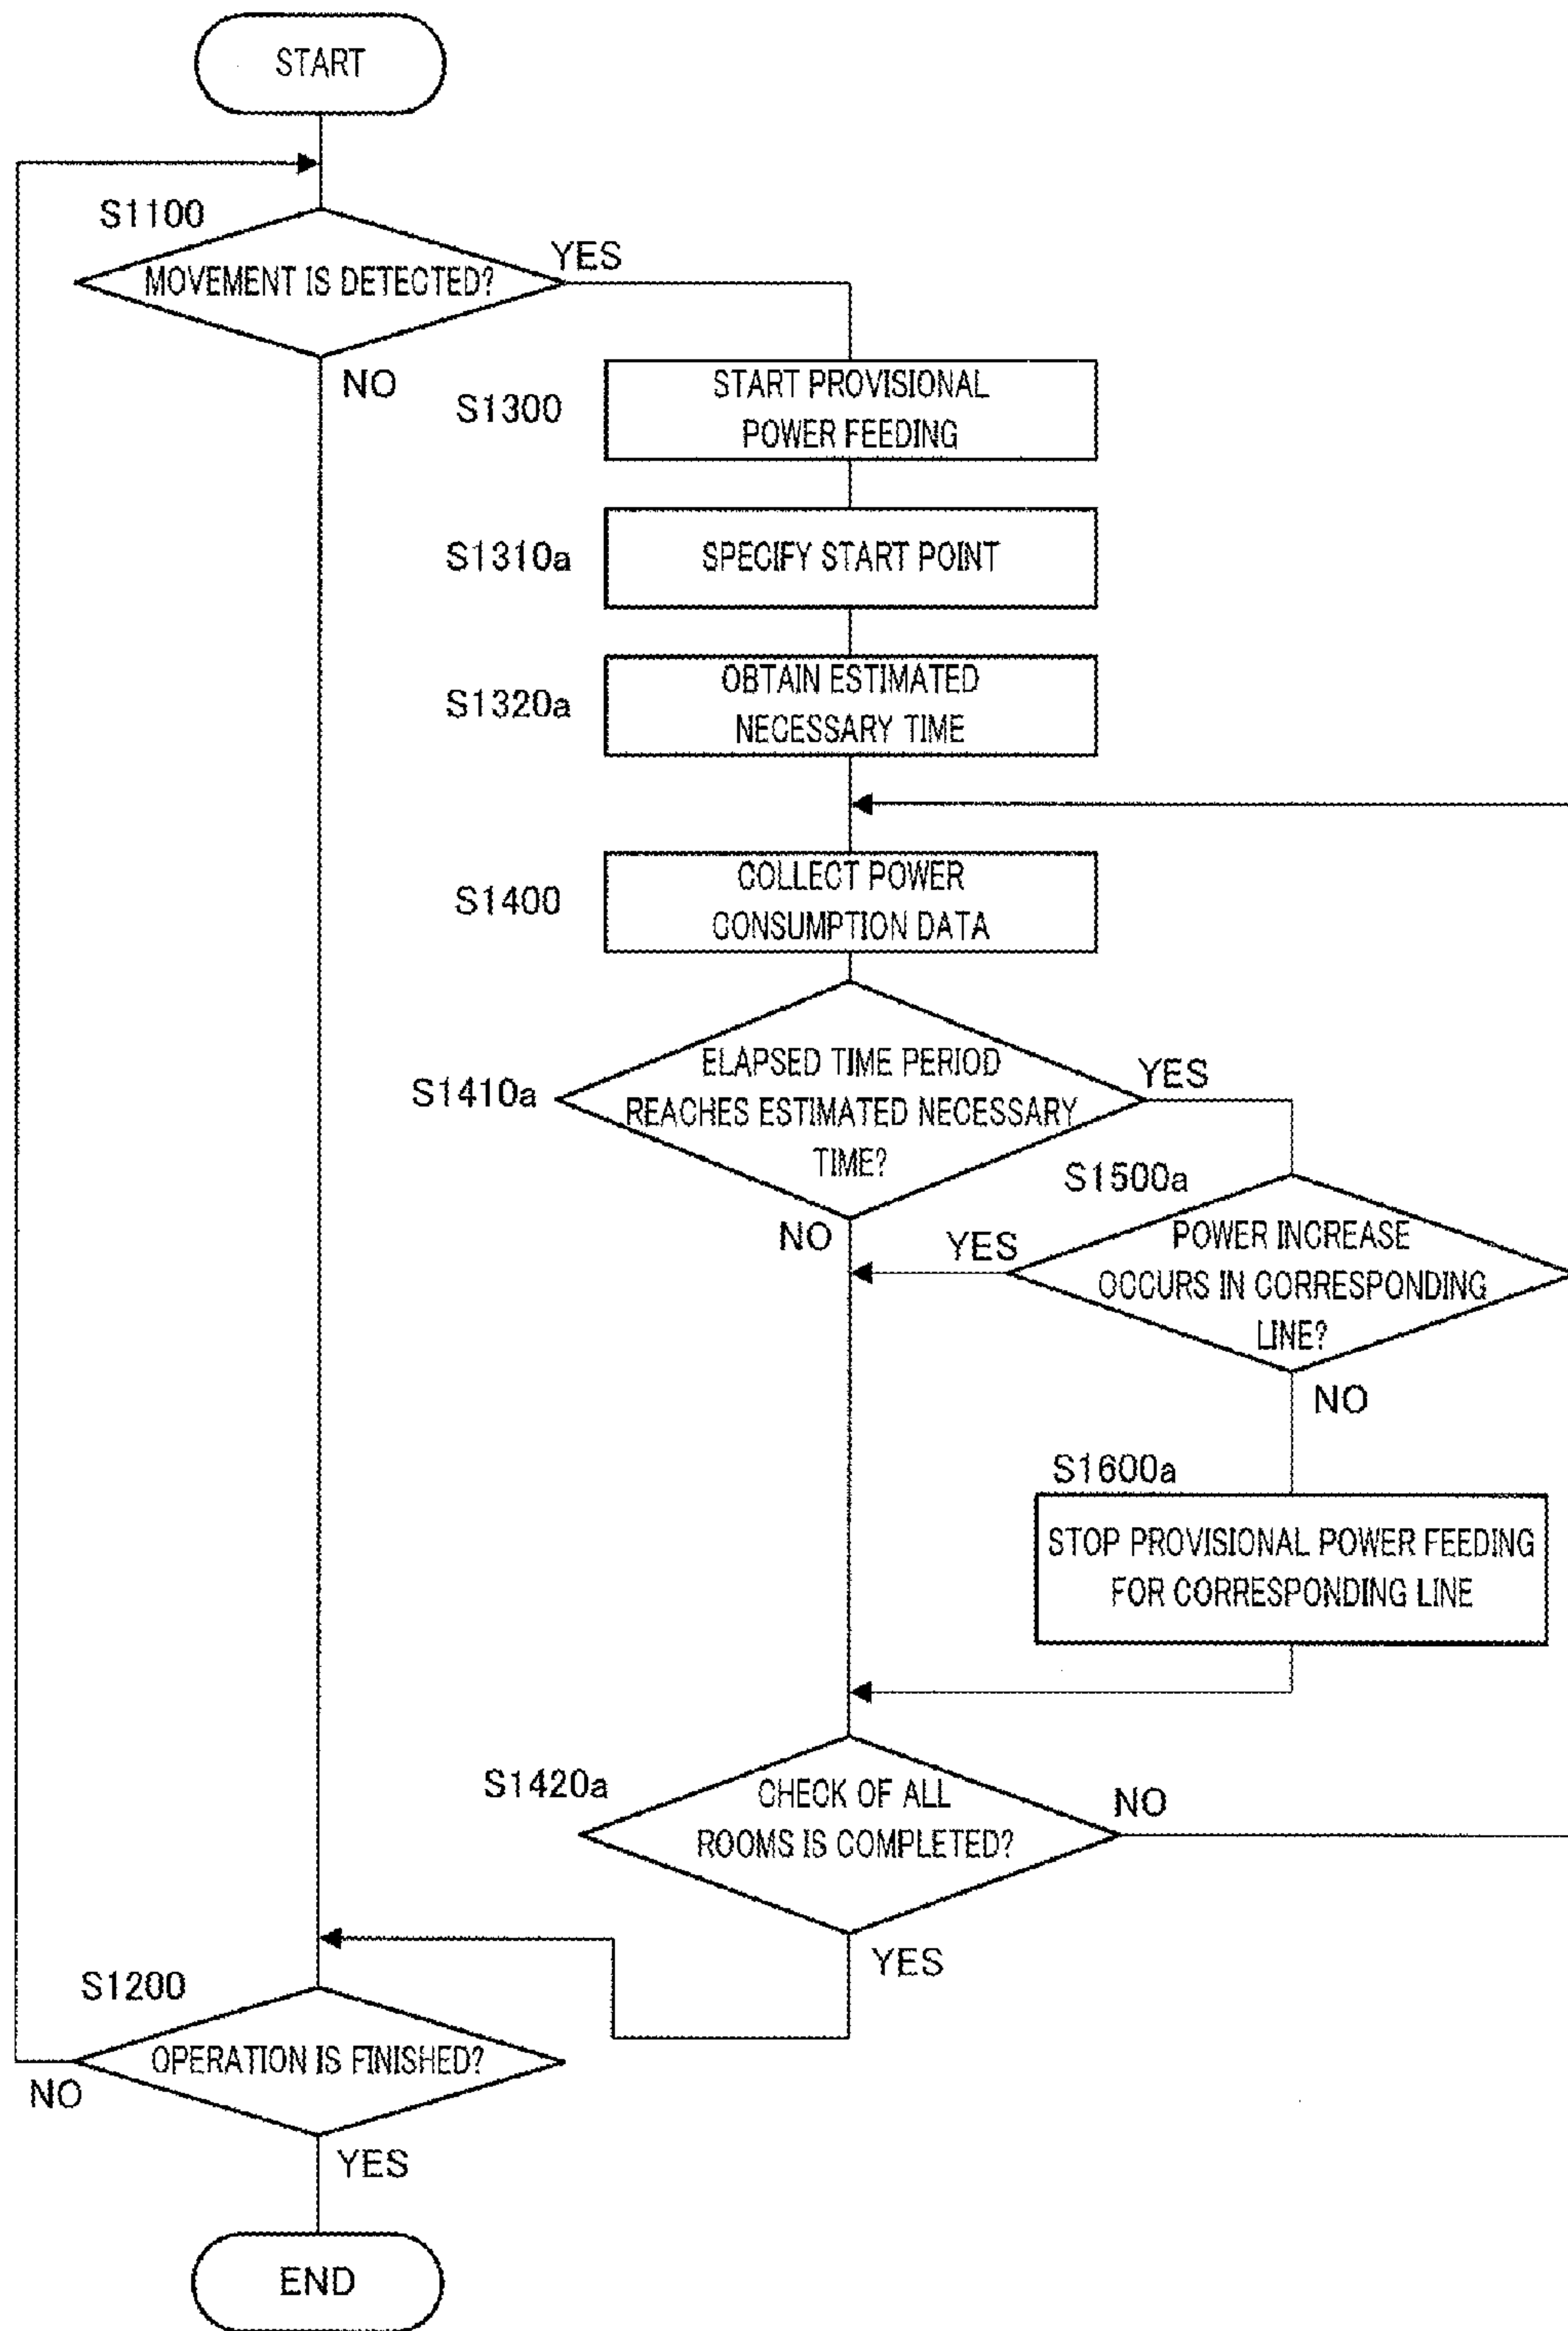 START
S1100
MOVEMENT IS DETECTED?
YES
NO
S1300
START PROVISIONAL
POWER FEEDING
S1310a
SPECIFY START POINT
S1320a
OBTAIN ESTIMATED
NECESSARY TIME
S1400
COLLECT POWER
CONSUMPTION DATA
S1410a
ELAPSED TIME PERIOD
REACHES ESTIMATED NECESSARY
TIME?
YES
NO
S1500a
POWER INCREASE
OCCURS IN CORRESPONDING
LINE?
YES
NO
S1600a
STOP PROVISIONAL POWER FEEDING
FOR CORRESPONDING LINE
S1420a
CHECK OF ALL
ROOMS IS COMPLETED?
NO
YES
S1200
OPERATION IS FINISHED?
NO
YES
END